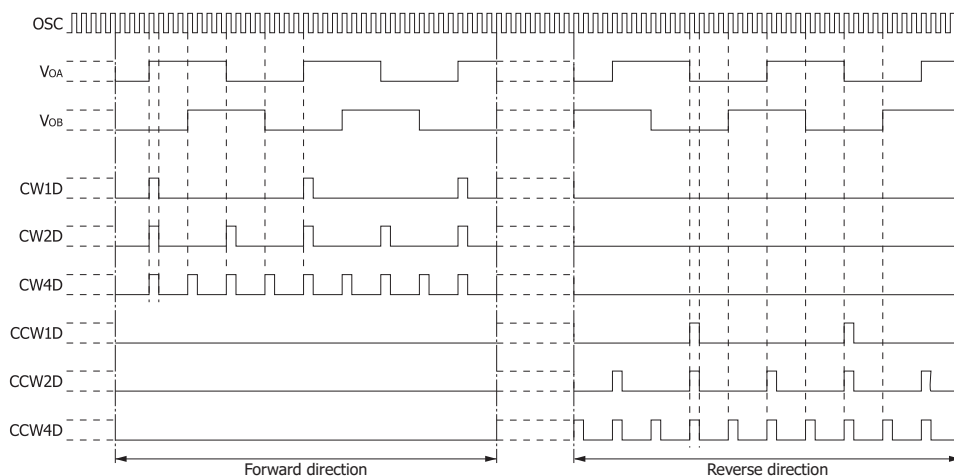 OSC
VOA
VOB
CW1D
CW2D
CW4D
CCW1D
CCW2D
CCW4D
Forward direction
Reverse direction